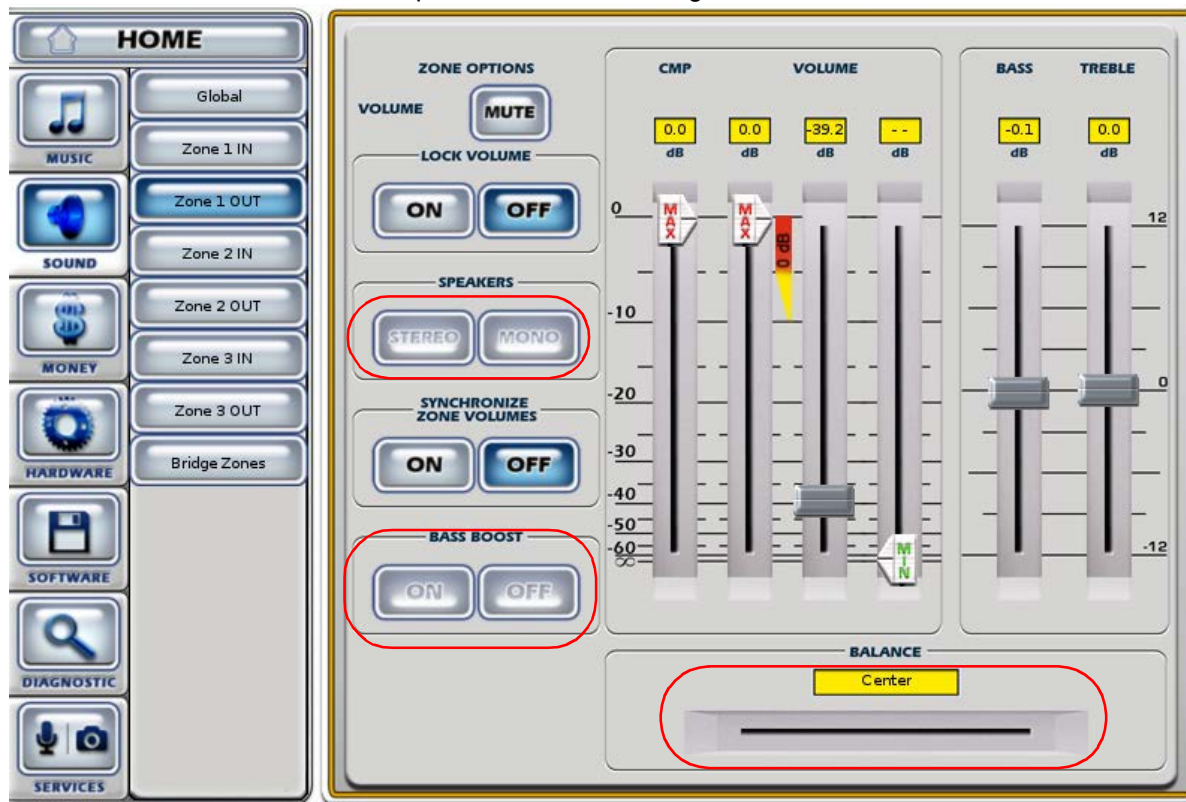 HOME
MUSIC
SOUND
MONEY
HARDWARE
SOFTWARE
DIAGNOSTIC
SERVICES
Global
Zone 1 IN
Zone 1 OUT
Zone 2 IN
Zone 2 OUT
Zone 3 IN
Zone 3 OUT
Bridge Zones
ZONE OPTIONS
VOLUME
MUTE
LOCK VOLUME
ON OFF
SPEAKERS
STEREO MONO
SYNCHRONIZE
ZONE VOLUMES
ON OFF
BASS BOOST
ON OFF
CMP VOLUME
0.0 0.0 -39.2 - -
dB dB dB dB
0
-10
-20
-30
-40
-50
-60
∞
MAX
MAX
0 dB
MIN
BASS TREBLE
-0.1 0.0
dB dB
12
0
-12
BALANCE
Center